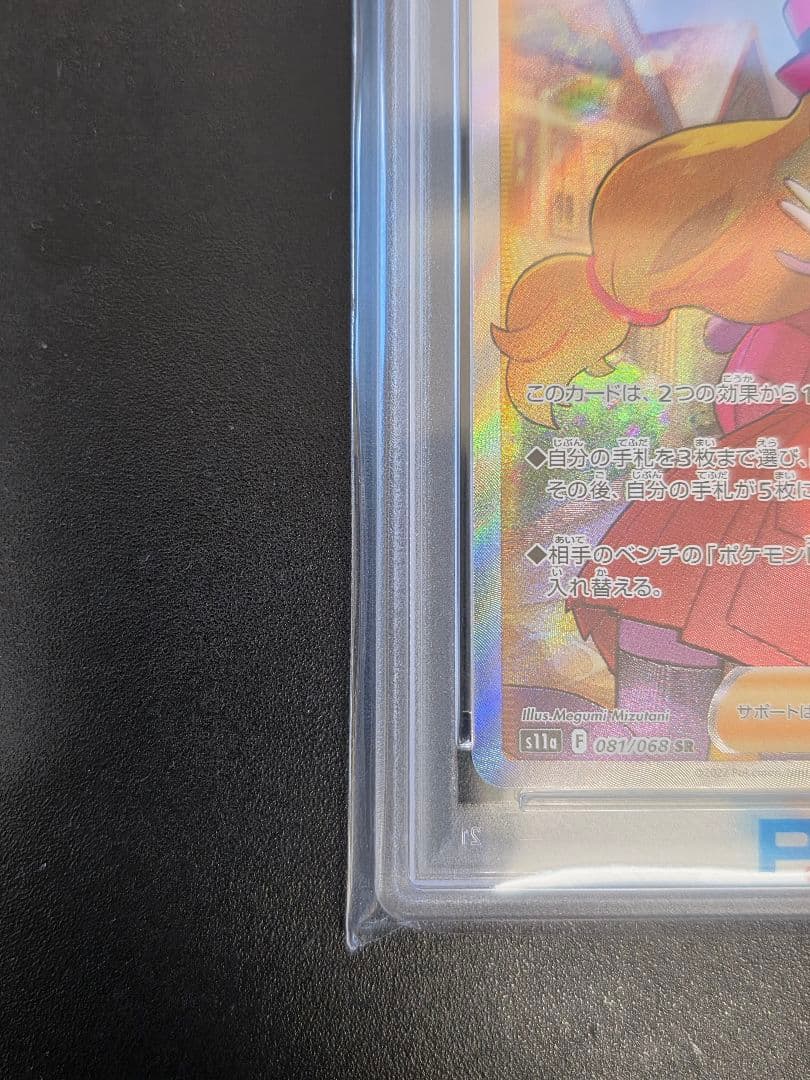 このカードは、2つの効果から1
◆自分の手札を3枚まで選び、
その後、自分の手札が5枚に
◆相手のベンチの「ポケモン
入れ替える。
Illus.Megumi Mizutani
サポートは
s11a F 081/068 SR
©2022 Pokémon
21
P